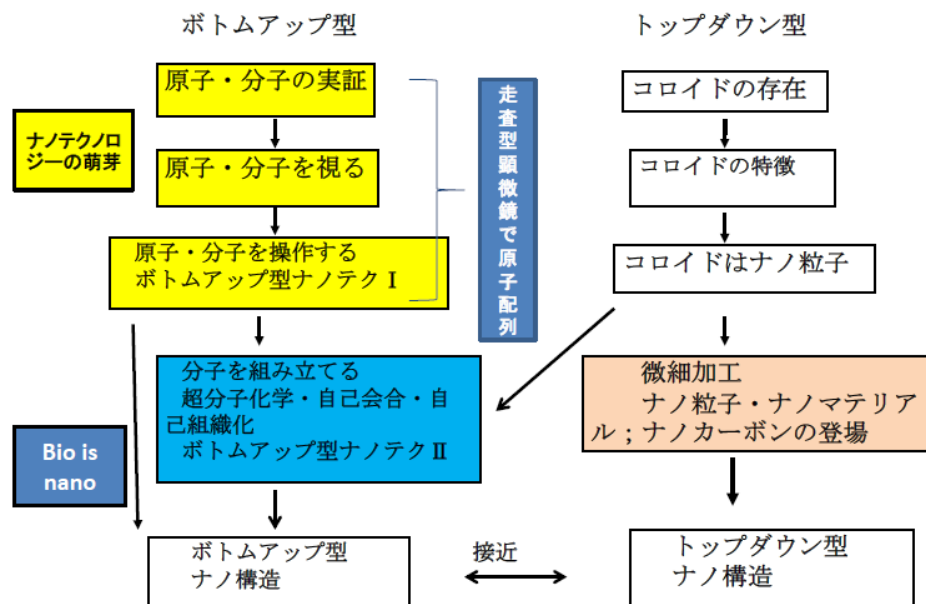 ボトムアップ型
トップダウン型
原子・分子の実証
コロイドの存在
ナノテクノロ
ジーの萌芽
走査型顕微鏡で原子配列
原子・分子を視る
コロイドの特徴
原子・分子を操作する
ボトムアップ型ナノテクⅠ
コロイドはナノ粒子
分子を組み立てる
超分子化学・自己会合・自
己組織化
ボトムアップ型ナノテクⅡ
微細加工
ナノ粒子・ナノマテリア
ル；ナノカーボンの登場
Bio is
nano
ボトムアップ型
ナノ構造
接近
トップダウン型
ナノ構造